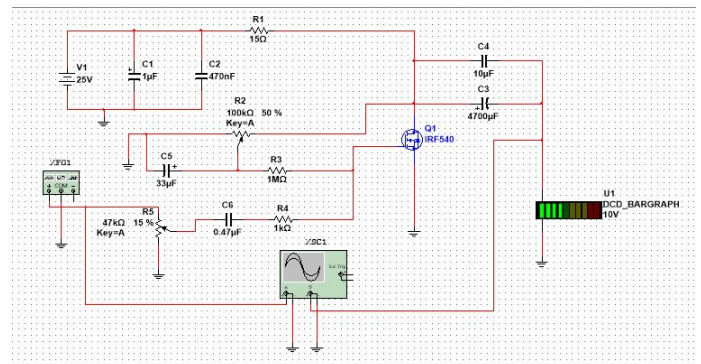 R1
15Ω
V1
25V
C1
1µF
C2
470nF
C4
10µF
C3
4700µF
R2
100kΩ 50 %
Key=A
Q1
IRF540
C5
33µF
R3
1MΩ
XFG1
COM
R5
47kΩ 15 %
Key=A
C6
0.47µF
R4
1kΩ
XSC1
Ext Trig
A
B
U1
DCD_BARGRAPH
10V